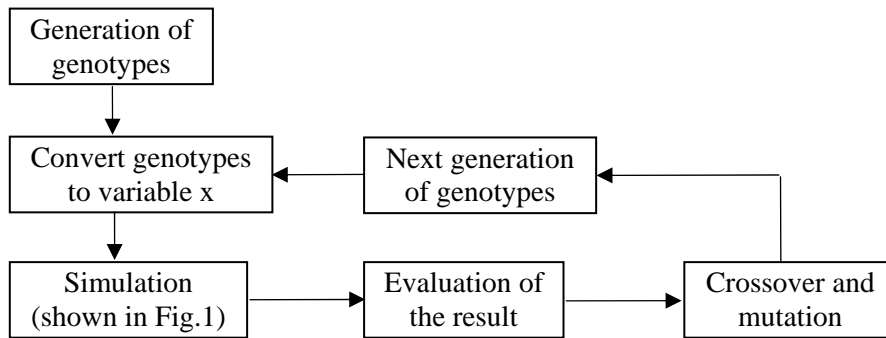 Generation of
genotypes
Convert genotypes
to variable x
Next generation
of genotypes
Simulation
(shown in Fig.1)
Evaluation of
the result
Crossover and
mutation